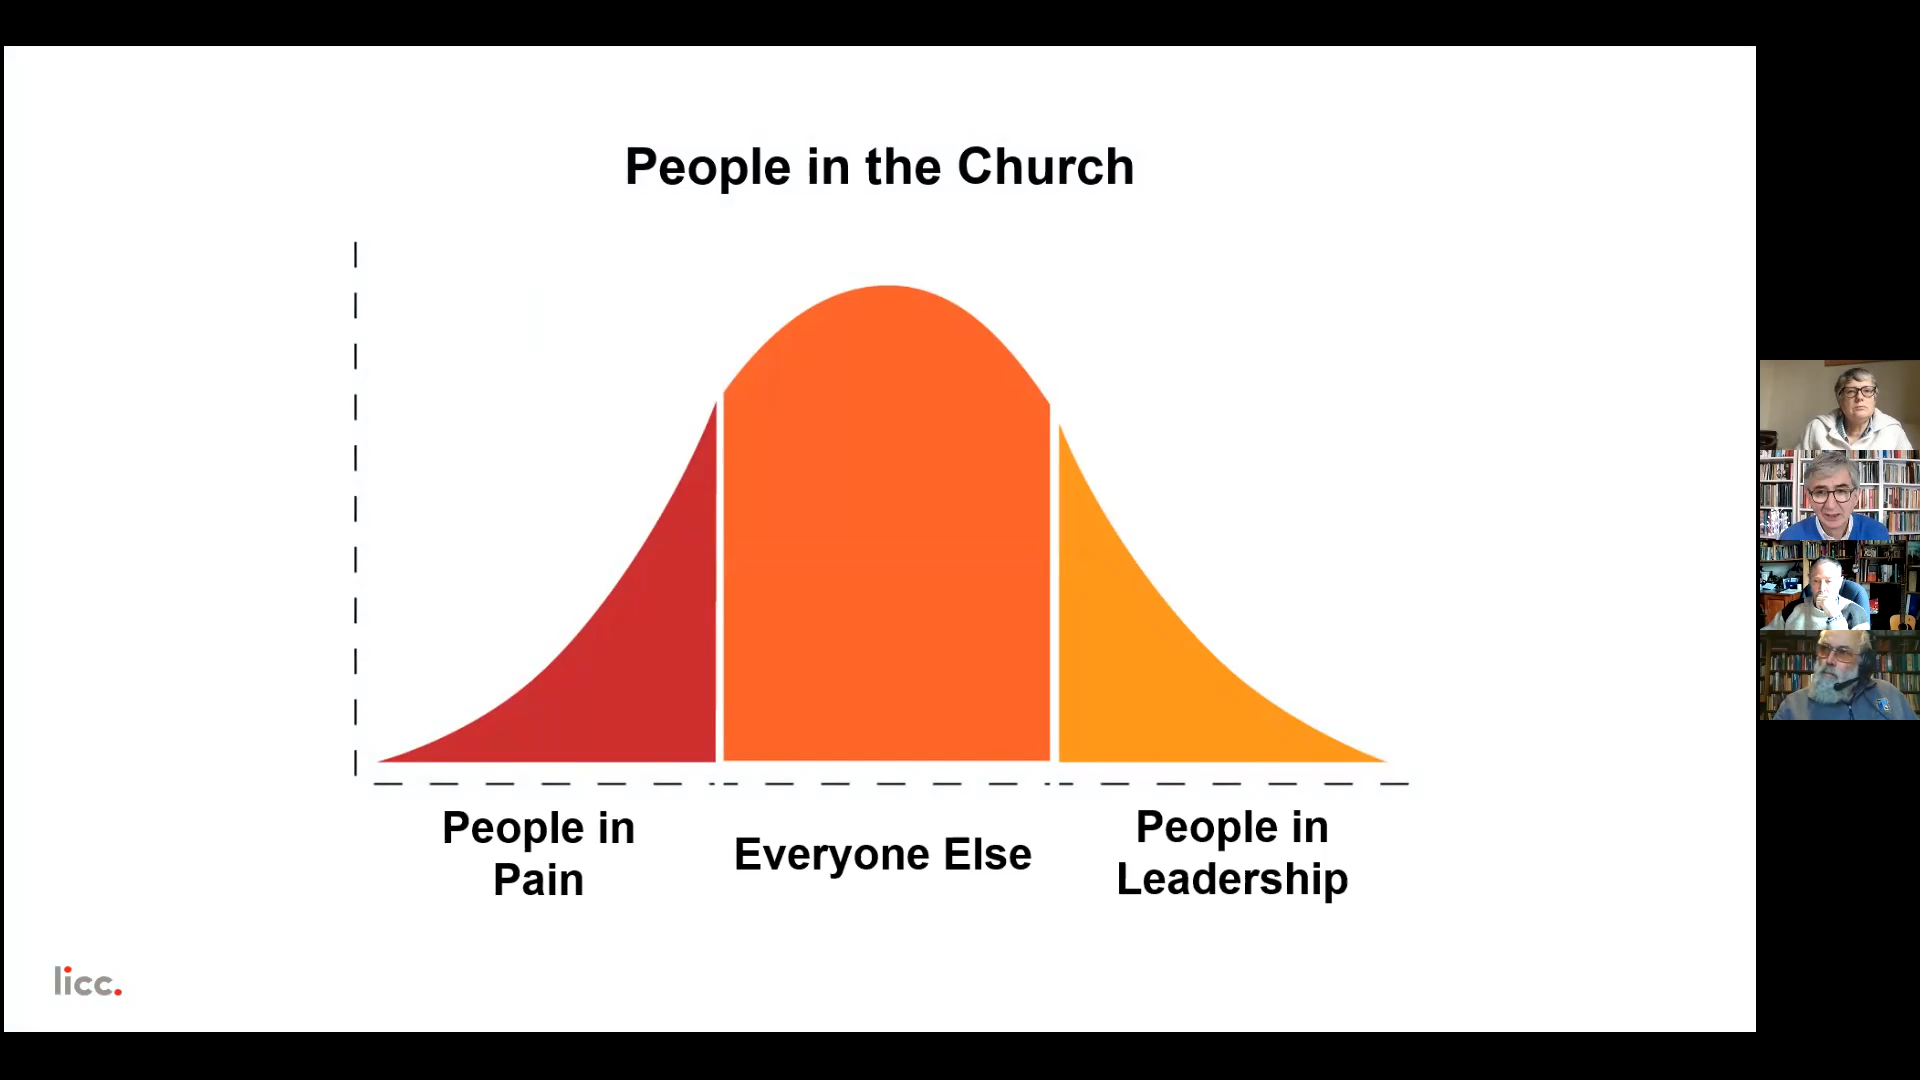 People in the Church
People in
Pain
Everyone Else
People in
Leadership
licc.